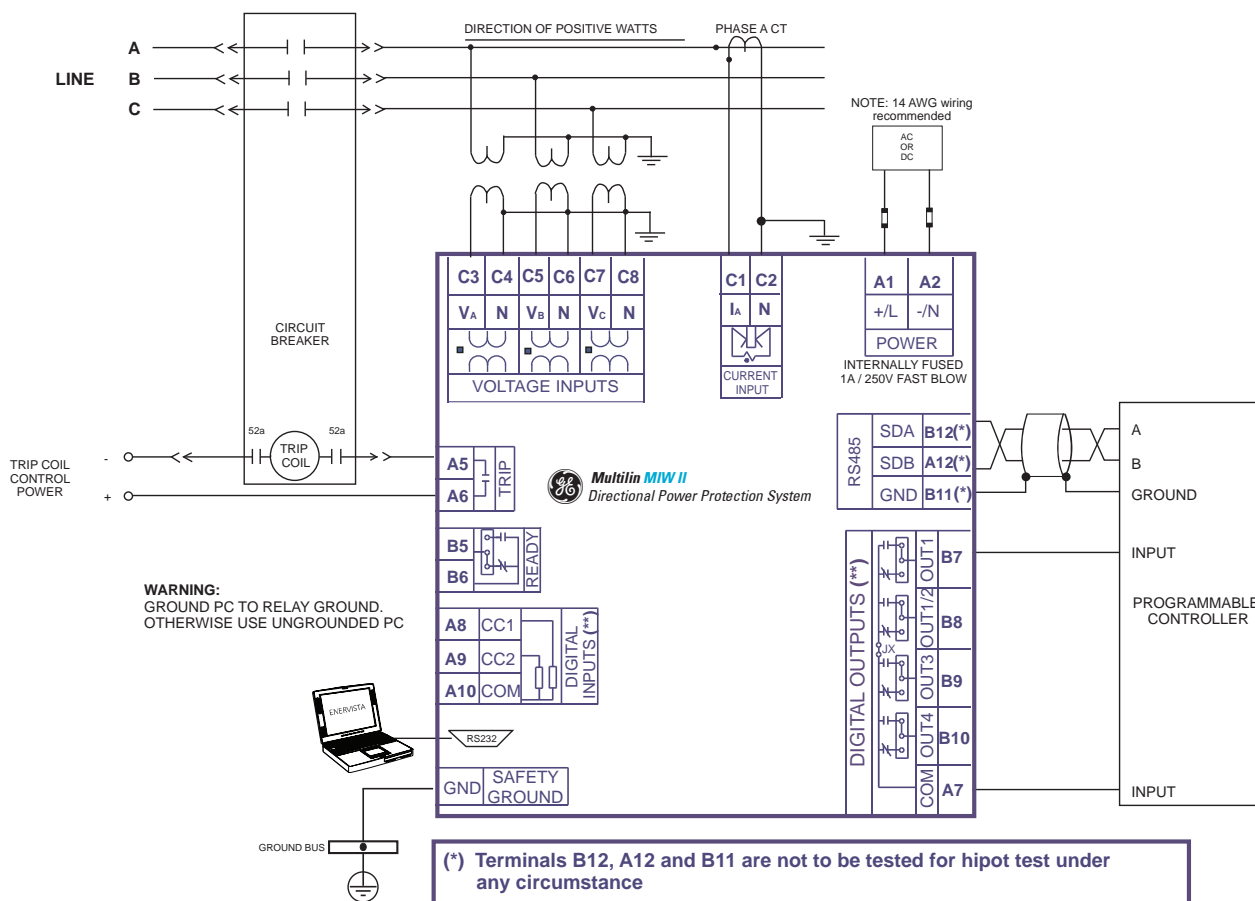 DIRECTION OF POSITIVE WATTS
PHASE A CT
A
LINE B
C
NOTE: 14 AWG wiring
recommended
AC
OR
DC
CIRCUIT
BREAKER
C3 C4 C5 C6 C7 C8
VA N VB N VC N
VOLTAGE INPUTS
C1 C2
IA N
CURRENT
INPUT
A1 A2
+/L -/N
POWER
INTERNALLY FUSED
1A / 250V FAST BLOW
52a
TRIP
COIL
52a
TRIP COIL
CONTROL
POWER
-
+
A5
A6
TRIP
Multilin MIW II
Directional Power Protection System
RS485
SDA B12(*)
SDB A12(*)
GND B11(*)
A
B
GROUND
INPUT
PROGRAMMABLE
CONTROLLER
INPUT
B5
B6
READY
WARNING:
GROUND PC TO RELAY GROUND.
OTHERWISE USE UNGROUNDED PC
A8 CC1
A9 CC2
A10 COM
DIGITAL
INPUTS (**)
DIGITAL OUTPUTS (**)
OUT1 B7
OUT1/2 B8
JX
OUT3 B9
OUT4 B10
COM A7
ENERVISTA
RS232
GND SAFETY
GROUND
GROUND BUS
(*) Terminals B12, A12 and B11 are not to be tested for hipot test under
any circumstance